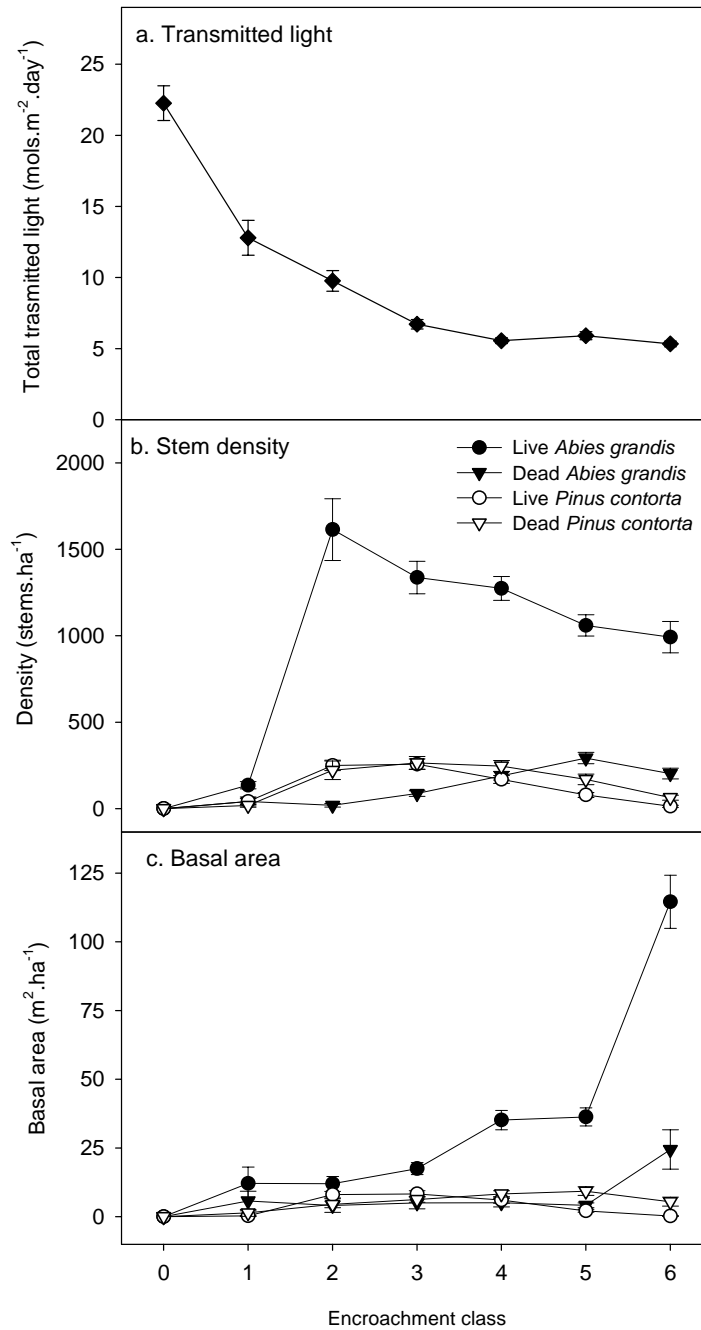 a. Transmitted light
Total trasmitted light (mols.m⁻².day⁻¹)
25
20
15
10
5
0
b. Stem density
Live Abies grandis
Dead Abies grandis
Live Pinus contorta
Dead Pinus contorta
Density (stems.ha⁻¹)
2000
1500
1000
500
0
c. Basal area
Basal area (m².ha⁻¹)
125
100
75
50
25
0
0 1 2 3 4 5 6
Encroachment class